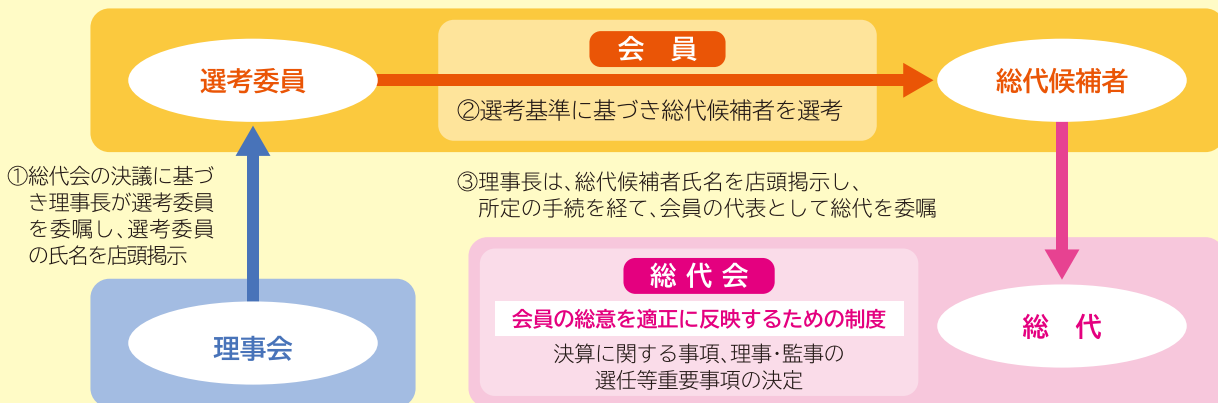 会員
選考委員
総代候補者
②選考基準に基づき総代候補者を選考
①総代会の決議に基づ
き理事長が選考委員
を委嘱し、選考委員
の氏名を店頭掲示
③理事長は、総代候補者氏名を店頭掲示し、
所定の手続を経て、会員の代表として総代を委嘱
理事会
総代会
会員の総意を適正に反映するための制度
決算に関する事項、理事・監事の
選任等重要事項の決定
総代